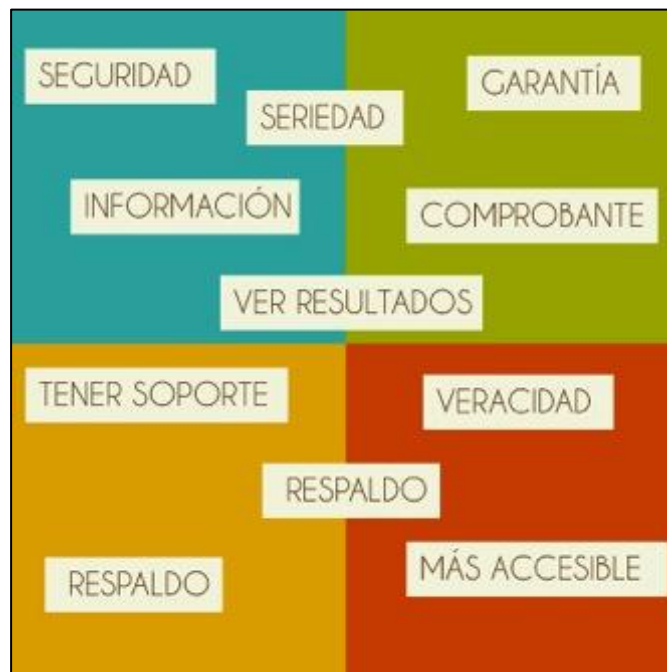 SEGURIDAD
GARANTÍA
SERIEDAD
INFORMACIÓN
COMPROBANTE
VER RESULTADOS
TENER SOPORTE
VERACIDAD
RESPALDO
MÁS ACCESIBLE
RESPALDO